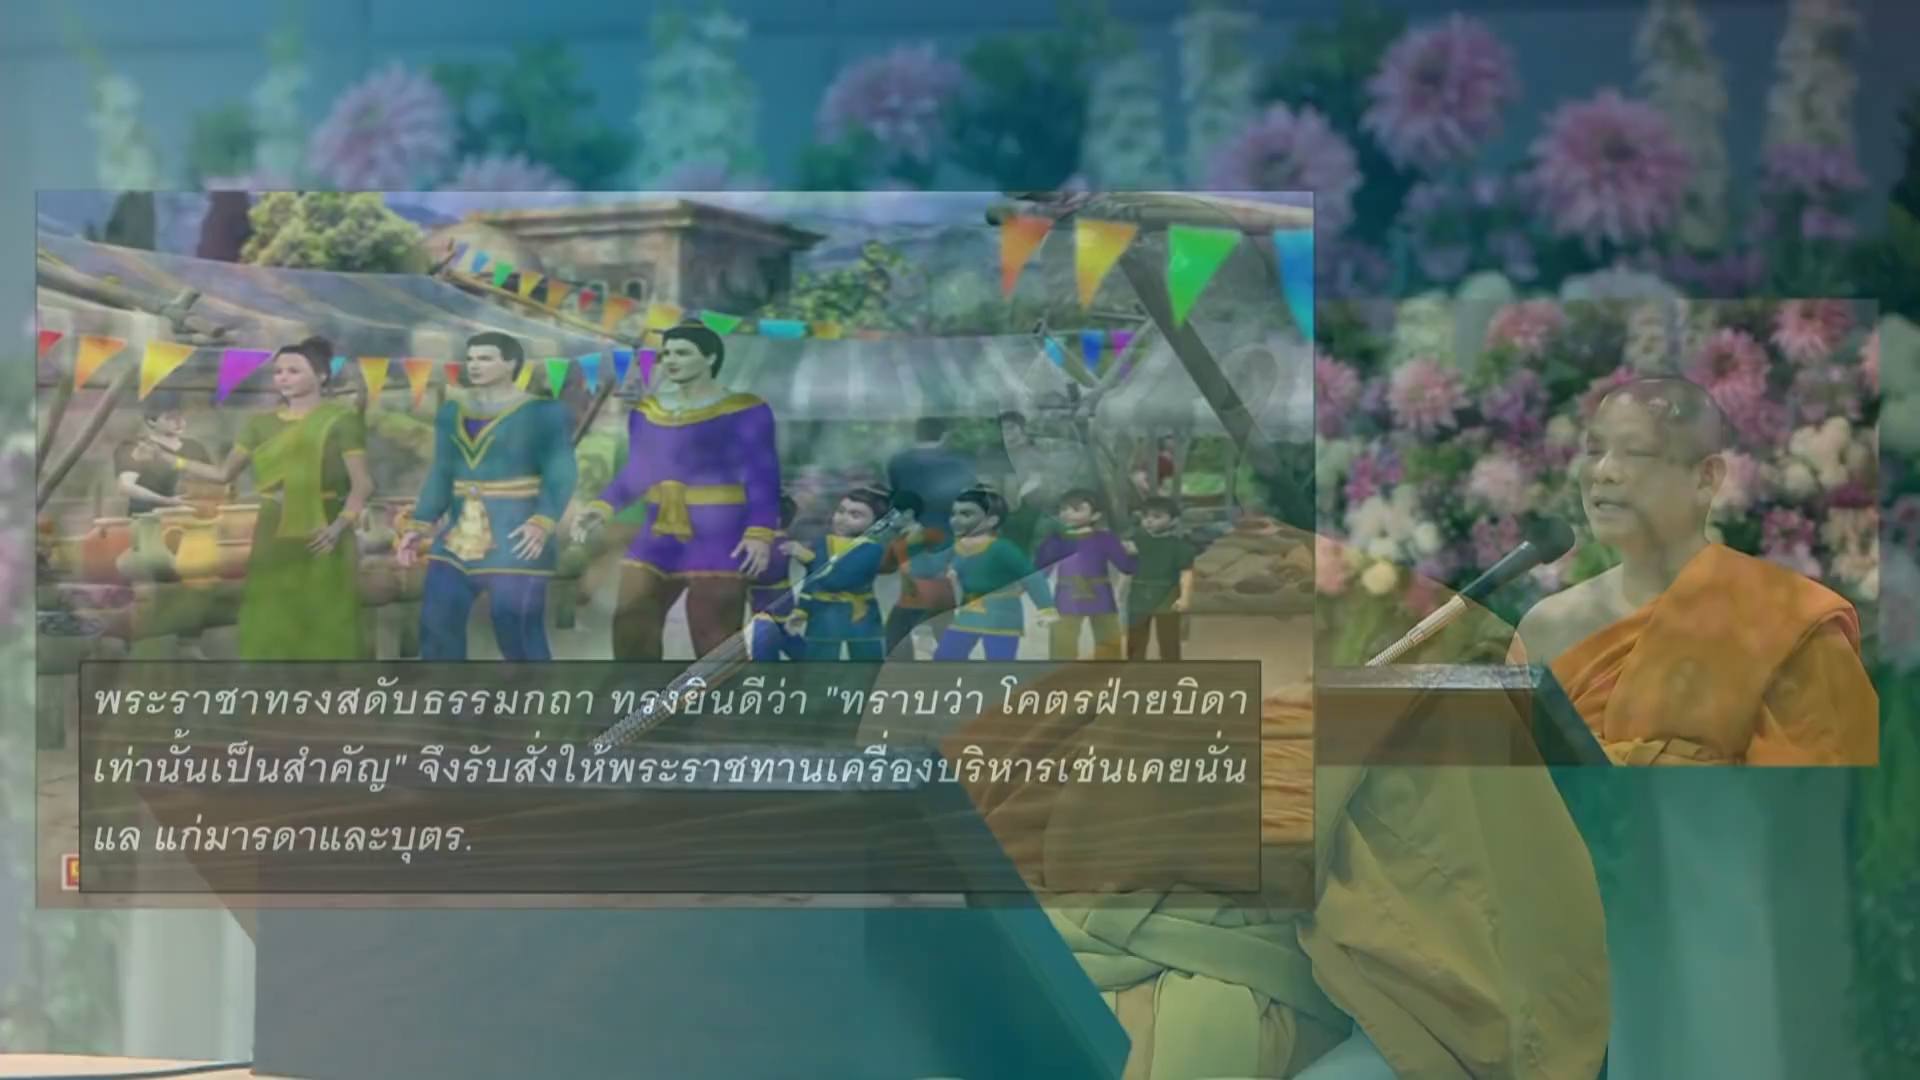 พระราชาทรงสดับธรรมกถา ทรงยินดีว่า "ทราบว่า โคตรฝ่ายบิดา
เท่านั้นเป็นสำคัญ" จึงรับสั่งให้พระราชทานเครื่องบริหารเช่นเคยนั่น
แล แก่มารดาและบุตร.